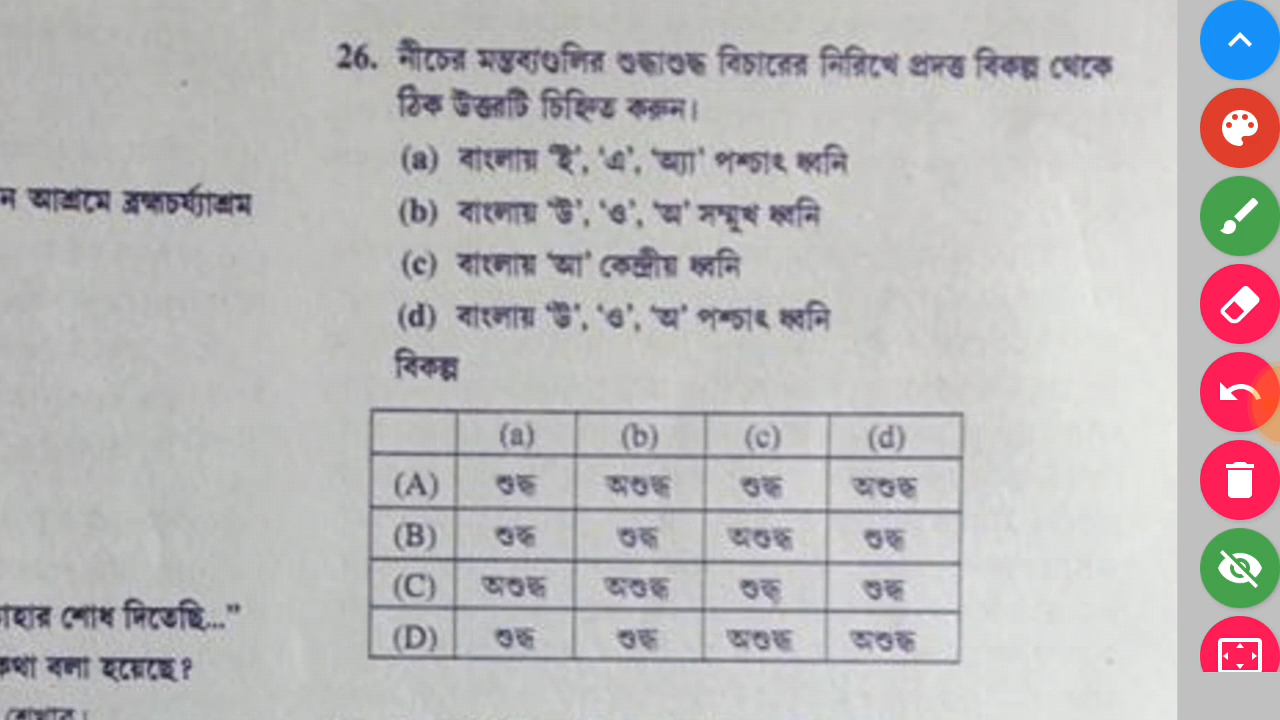 26. নীচের মন্তব্যগুলির শুদ্ধাশুদ্ধ বিচারের নিরিখে প্রদত্ত বিকল্প থেকে
ঠিক উত্তরটি চিহ্নিত করুন।
(a) বাংলায় 'ই', 'এ', 'অ্যা' পশ্চাৎ ধ্বনি
ন আশ্রমে ব্রহ্মচর্য্যাশ্রম
(b) বাংলায় 'উ', 'ও', 'অ' সম্মুখ ধ্বনি
(c) বাংলায় 'আ' কেন্দ্রীয় ধ্বনি
(d) বাংলায় 'উ', 'ও', 'অ' পশ্চাৎ ধ্বনি
বিকল্প
(a) (b) (c) (d)
(A) শুদ্ধ অশুদ্ধ শুদ্ধ অশুদ্ধ
(B) শুদ্ধ শুদ্ধ অশুদ্ধ শুদ্ধ
(C) অশুদ্ধ অশুদ্ধ শুদ্ধ শুদ্ধ
(D) শুদ্ধ শুদ্ধ অশুদ্ধ অশুদ্ধ
শোধ দিতেছি..."
কথা বলা হয়েছে?